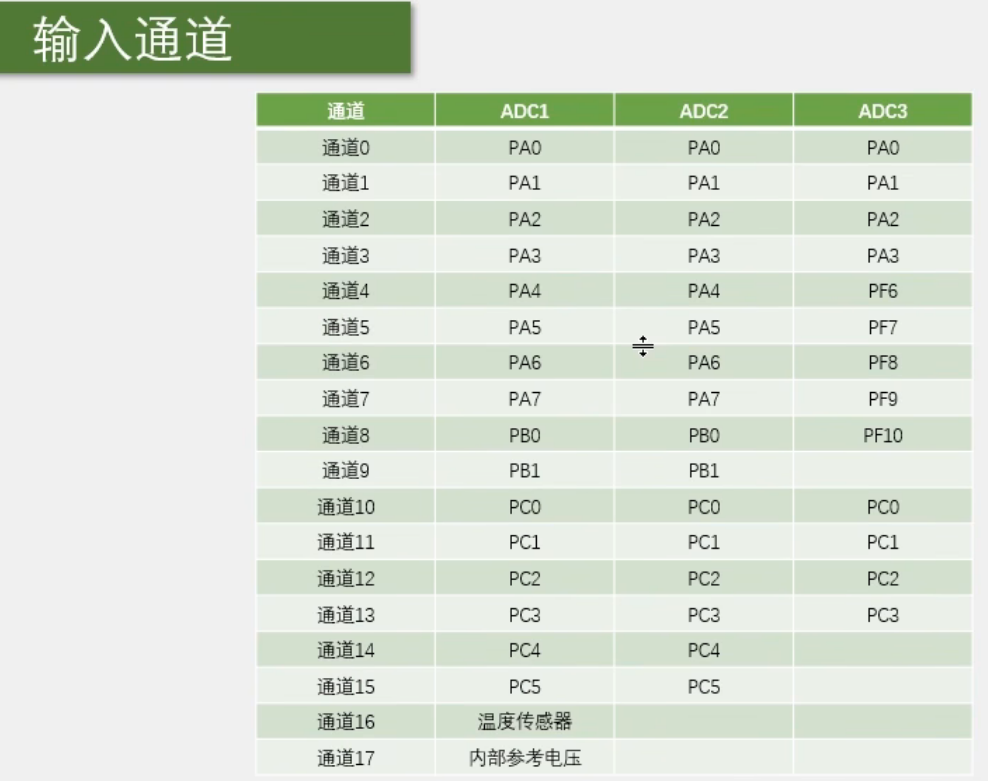 输入通道
通道 ADC1 ADC2 ADC3
通道0 PA0 PA0 PA0
通道1 PA1 PA1 PA1
通道2 PA2 PA2 PA2
通道3 PA3 PA3 PA3
通道4 PA4 PA4 PF6
通道5 PA5 PA5 PF7
通道6 PA6 PA6 PF8
通道7 PA7 PA7 PF9
通道8 PB0 PB0 PF10
通道9 PB1 PB1
通道10 PC0 PC0 PC0
通道11 PC1 PC1 PC1
通道12 PC2 PC2 PC2
通道13 PC3 PC3 PC3
通道14 PC4 PC4
通道15 PC5 PC5
通道16 温度传感器
通道17 内部参考电压